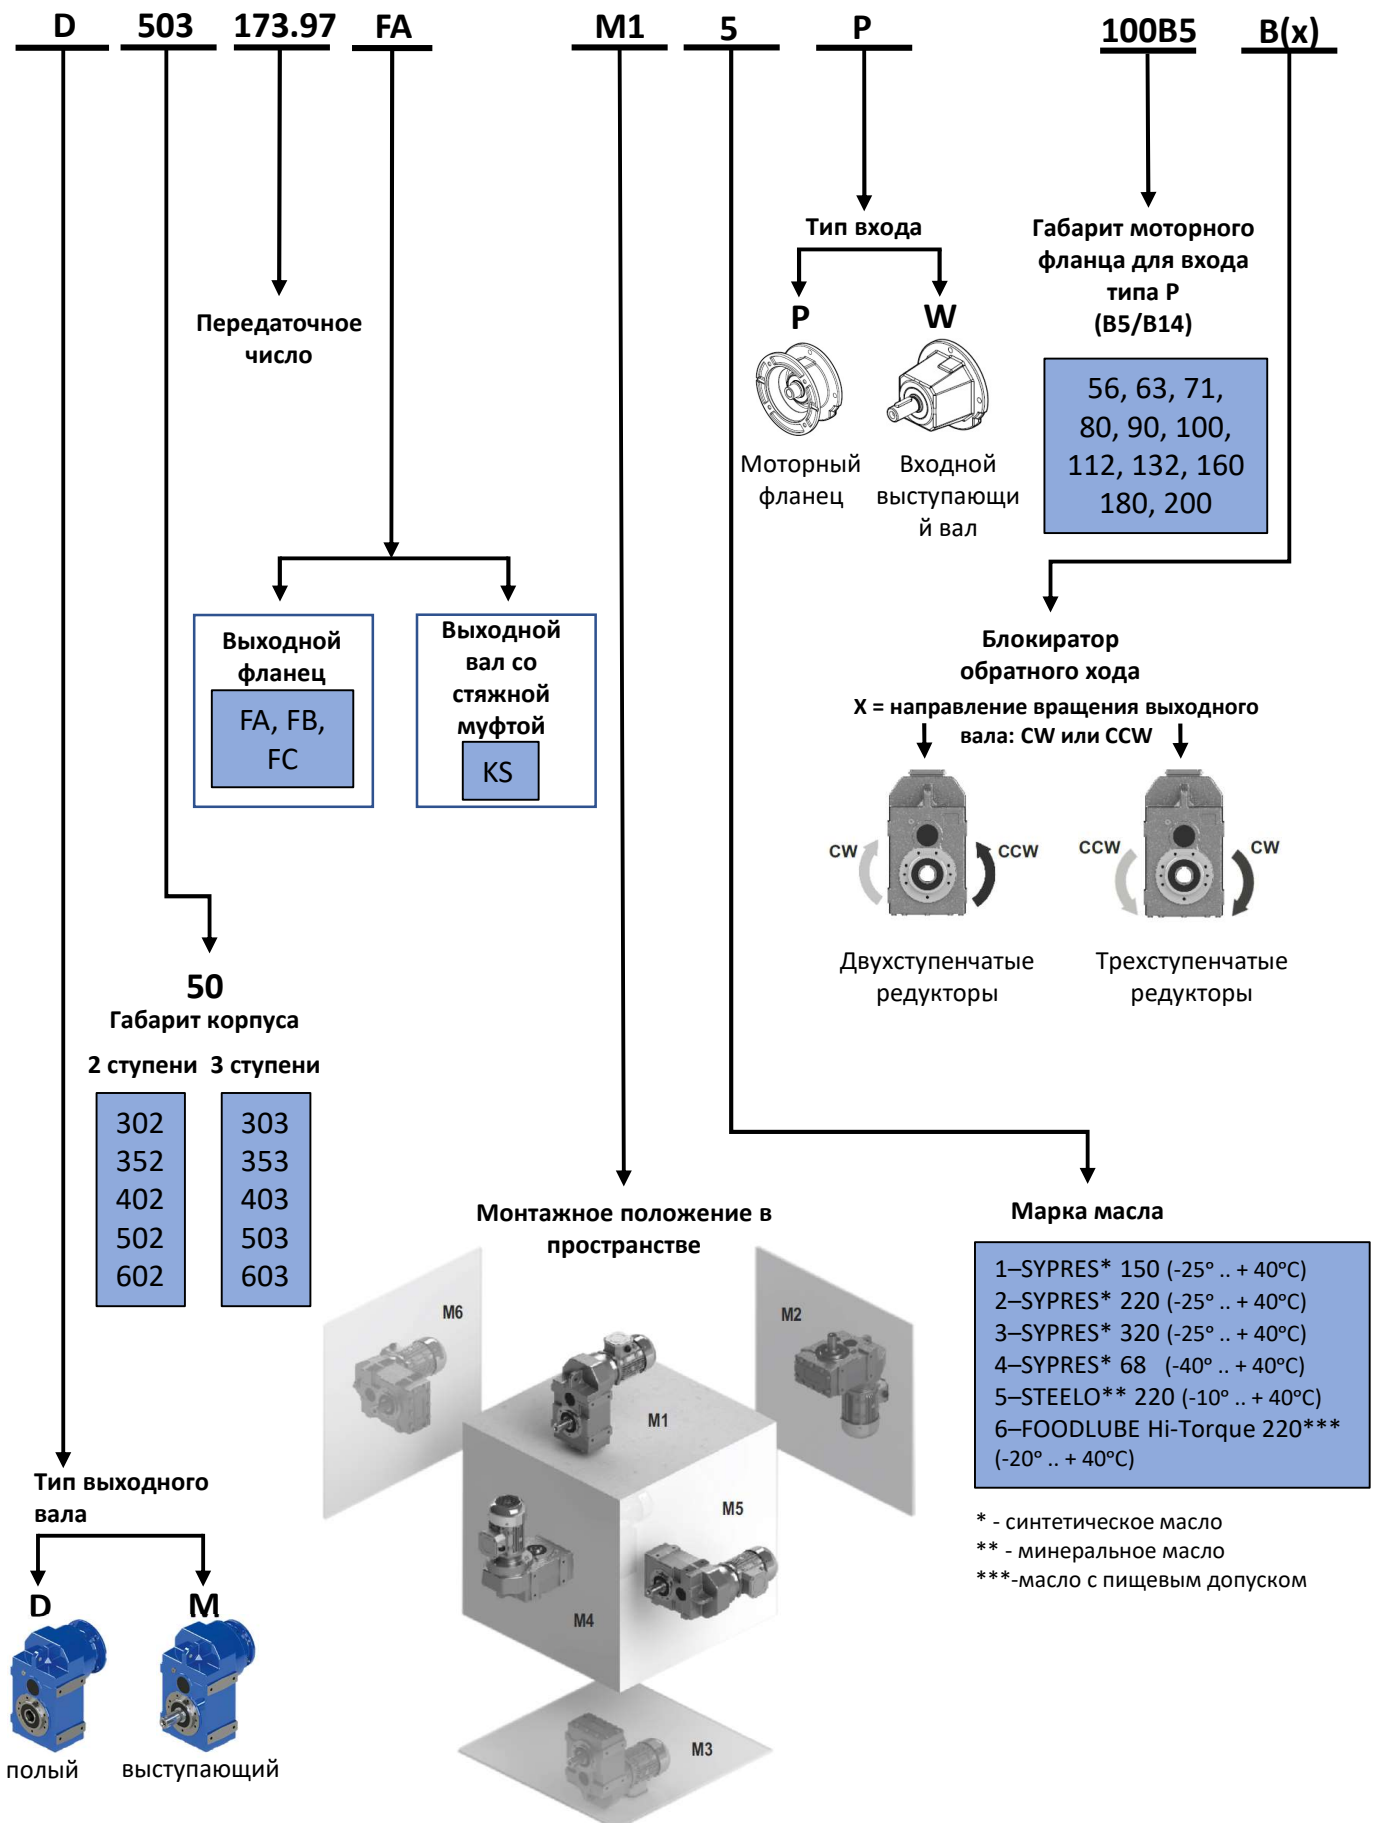 D 503 173.97 FA M1 5 P 100B5 B(x)
Тип входа
P W
Моторный
фланец
Входной
выступающи
й вал
Габарит моторного
фланца для входа
типа P
(B5/B14)
56, 63, 71,
80, 90, 100,
112, 132, 160
180, 200
Передаточное
число
Выходной
фланец
FA, FB,
FC
Выходной
вал со
стяжной
муфтой
KS
Блокиратор
обратного хода
X = направление вращения выходного
вала: CW или CCW
CW CCW CCW CW
Двухступенчатые
редукторы
Трехступенчатые
редукторы
50
Габарит корпуса
2 ступени 3 ступени
302 303
352 353
402 403
502 503
602 603
Монтажное положение в
пространстве
M6
M2
M1
M5
M4
M3
Марка масла
1–SYPRES* 150 (-25° .. + 40°C)
2–SYPRES* 220 (-25° .. + 40°C)
3–SYPRES* 320 (-25° .. + 40°C)
4–SYPRES* 68 (-40° .. + 40°C)
5–STEELO** 220 (-10° .. + 40°C)
6–FOODLUBE Hi-Torque 220***
(-20° .. + 40°C)
* - синтетическое масло
** - минеральное масло
***-масло с пищевым допуском
Тип выходного
вала
D M
полый выступающий